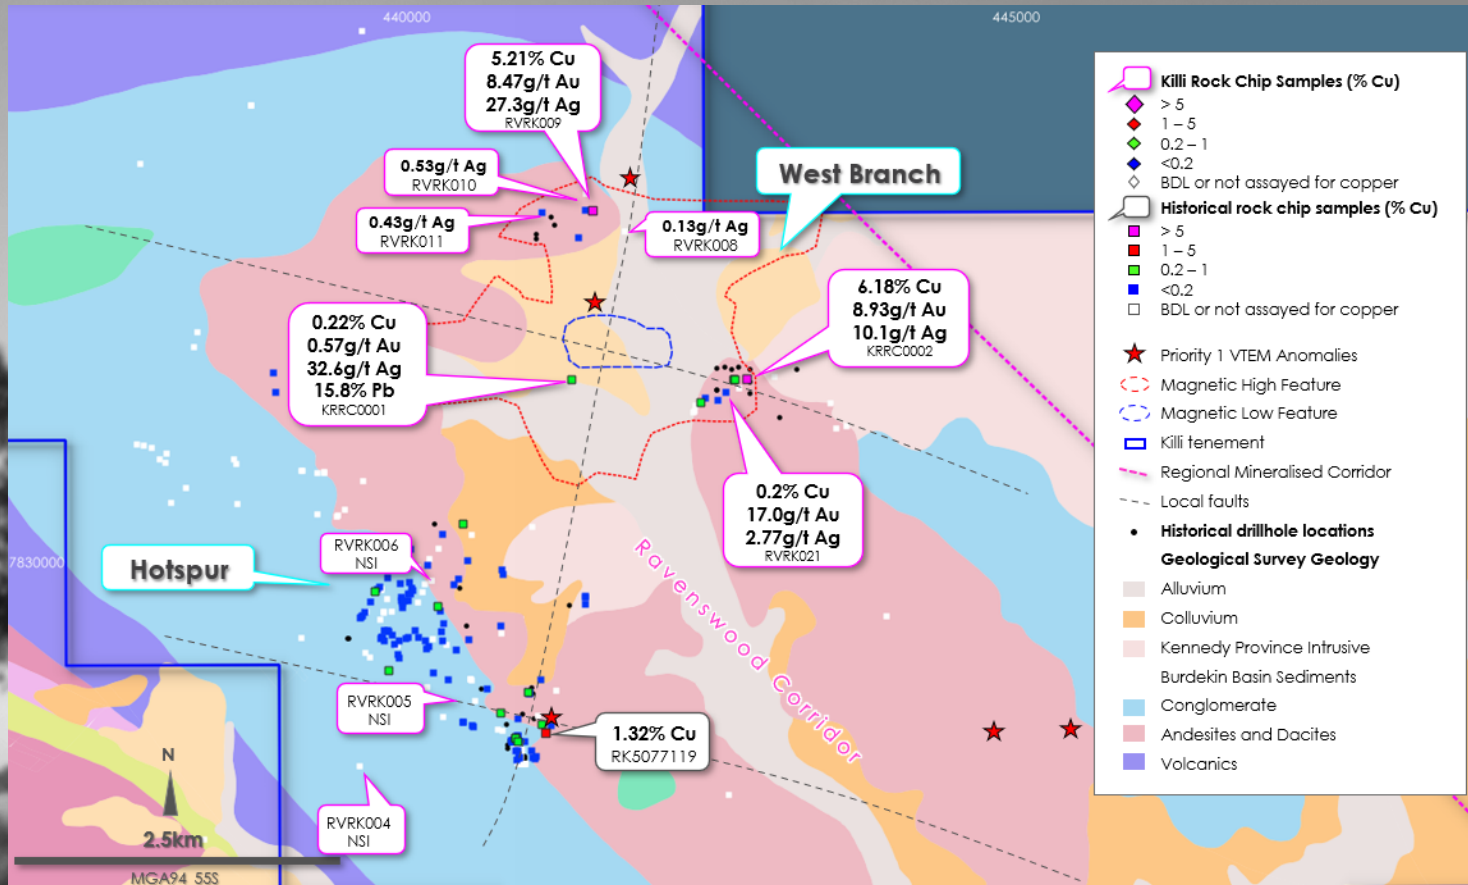 440000
445000
5.21% Cu
8.47g/t Au
27.3g/t Ag
RVRK009
0.53g/t Ag
RVRK010
0.43g/t Ag
RVRK011
0.13g/t Ag
RVRK008
West Branch
6.18% Cu
8.93g/t Au
10.1g/t Ag
KRRC0002
0.22% Cu
0.57g/t Au
32.6g/t Ag
15.8% Pb
KRRC0001
0.2% Cu
17.0g/t Au
2.77g/t Ag
RVRK021
7830000
Hotspur
RVRK006
NSI
RVRK005
NSI
RVRK004
NSI
1.32% Cu
RK5077119
Ravenswood Corridor
N
2.5km
MGA94 55S
Killi Rock Chip Samples (% Cu)
> 5
1 – 5
0.2 – 1
<0.2
BDL or not assayed for copper
Historical rock chip samples (% Cu)
> 5
1 – 5
0.2 – 1
<0.2
BDL or not assayed for copper
Priority 1 VTEM Anomalies
Magnetic High Feature
Magnetic Low Feature
Killi tenement
Regional Mineralised Corridor
Local faults
Historical drillhole locations
Geological Survey Geology
Alluvium
Colluvium
Kennedy Province Intrusive
Burdekin Basin Sediments
Conglomerate
Andesites and Dacites
Volcanics